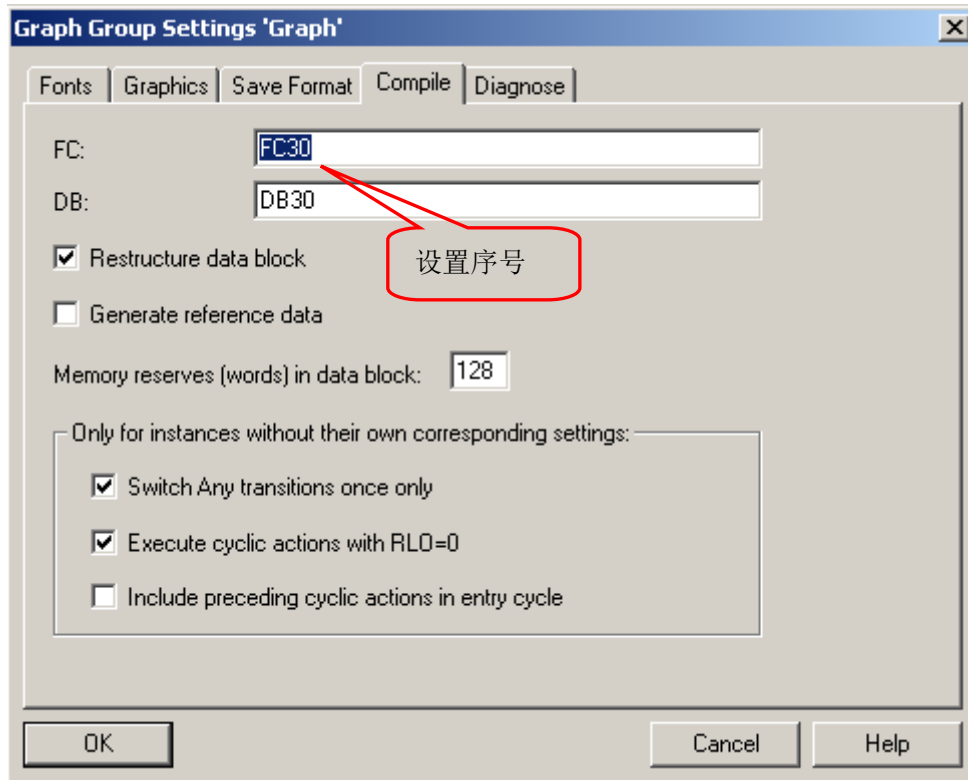 Graph Group Settings 'Graph'
Fonts Graphics Save Format Compile Diagnose
FC: FC30
DB: DB30
设置序号
Restructure data block
Generate reference data
Memory reserves (words) in data block: 128
Only for instances without their own corresponding settings:
Switch Any transitions once only
Execute cyclic actions with RLO=0
Include preceding cyclic actions in entry cycle
OK Cancel Help